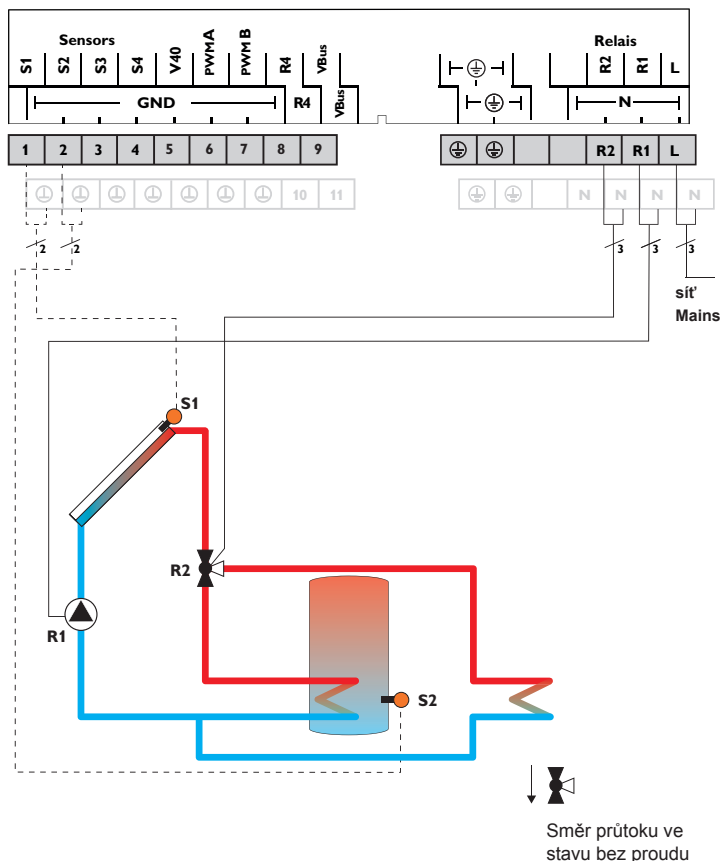 Sensors
Relais
S1 S2 S3 S4 V40 PWMA PWM B R4 VBus
R2 R1 L
GND R4 VBus
N
1 2 3 4 5 6 7 8 9
R2 R1 L
10 11
N N N N
2 2
3 3 3
síť
Mains
S1
R2
R1
S2
Směr průtoku ve
stavu bez proudu